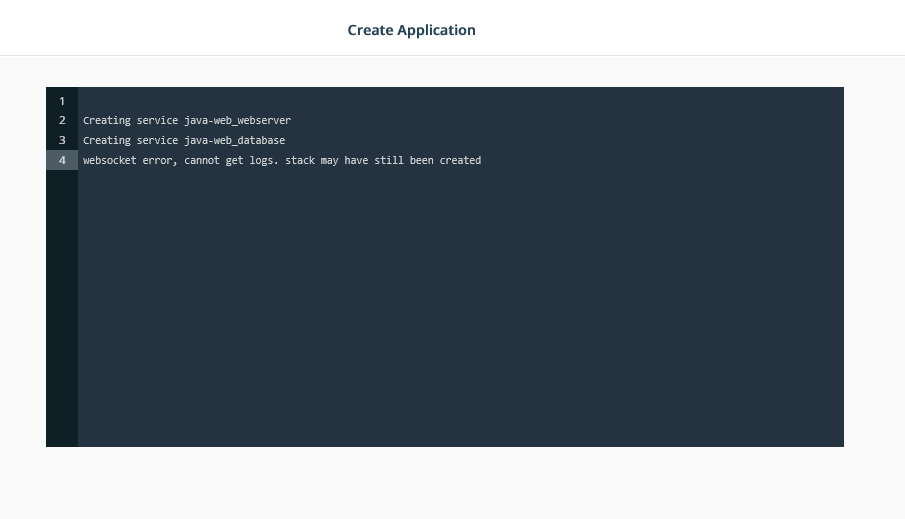 Create Application
1
2 Creating service java-web_webserver
3 Creating service java-web_database
4 websocket error, cannot get logs. stack may have still been created